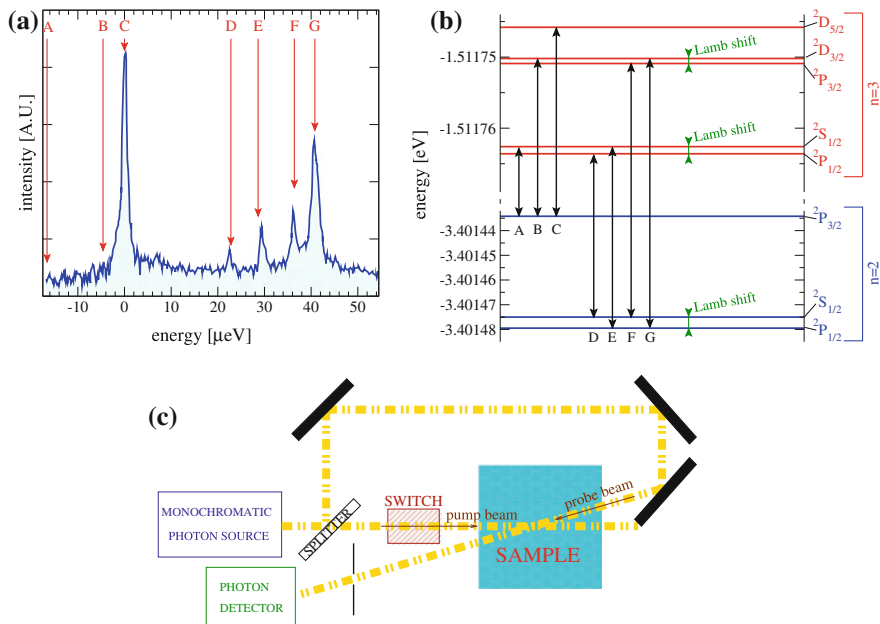 (a)
A B C D E F G
intensity [A.U.]
0 10 20 30 40 50
energy [μeV]
(b)
energy [eV]
-1.51175
-1.51176
-3.40144
-3.40145
-3.40146
-3.40147
-3.40148
Lamb shift
Lamb shift
Lamb shift
A B C
D E F G
²D₅/₂
²D₃/₂
²P₃/₂
²S₁/₂
²P₁/₂
n=3
²P₃/₂
²S₁/₂
²P₁/₂
n=2
(c)
MONOCHROMATIC
PHOTON SOURCE
SPLITTER
SWITCH
pump beam
probe beam
SAMPLE
PHOTON
DETECTOR